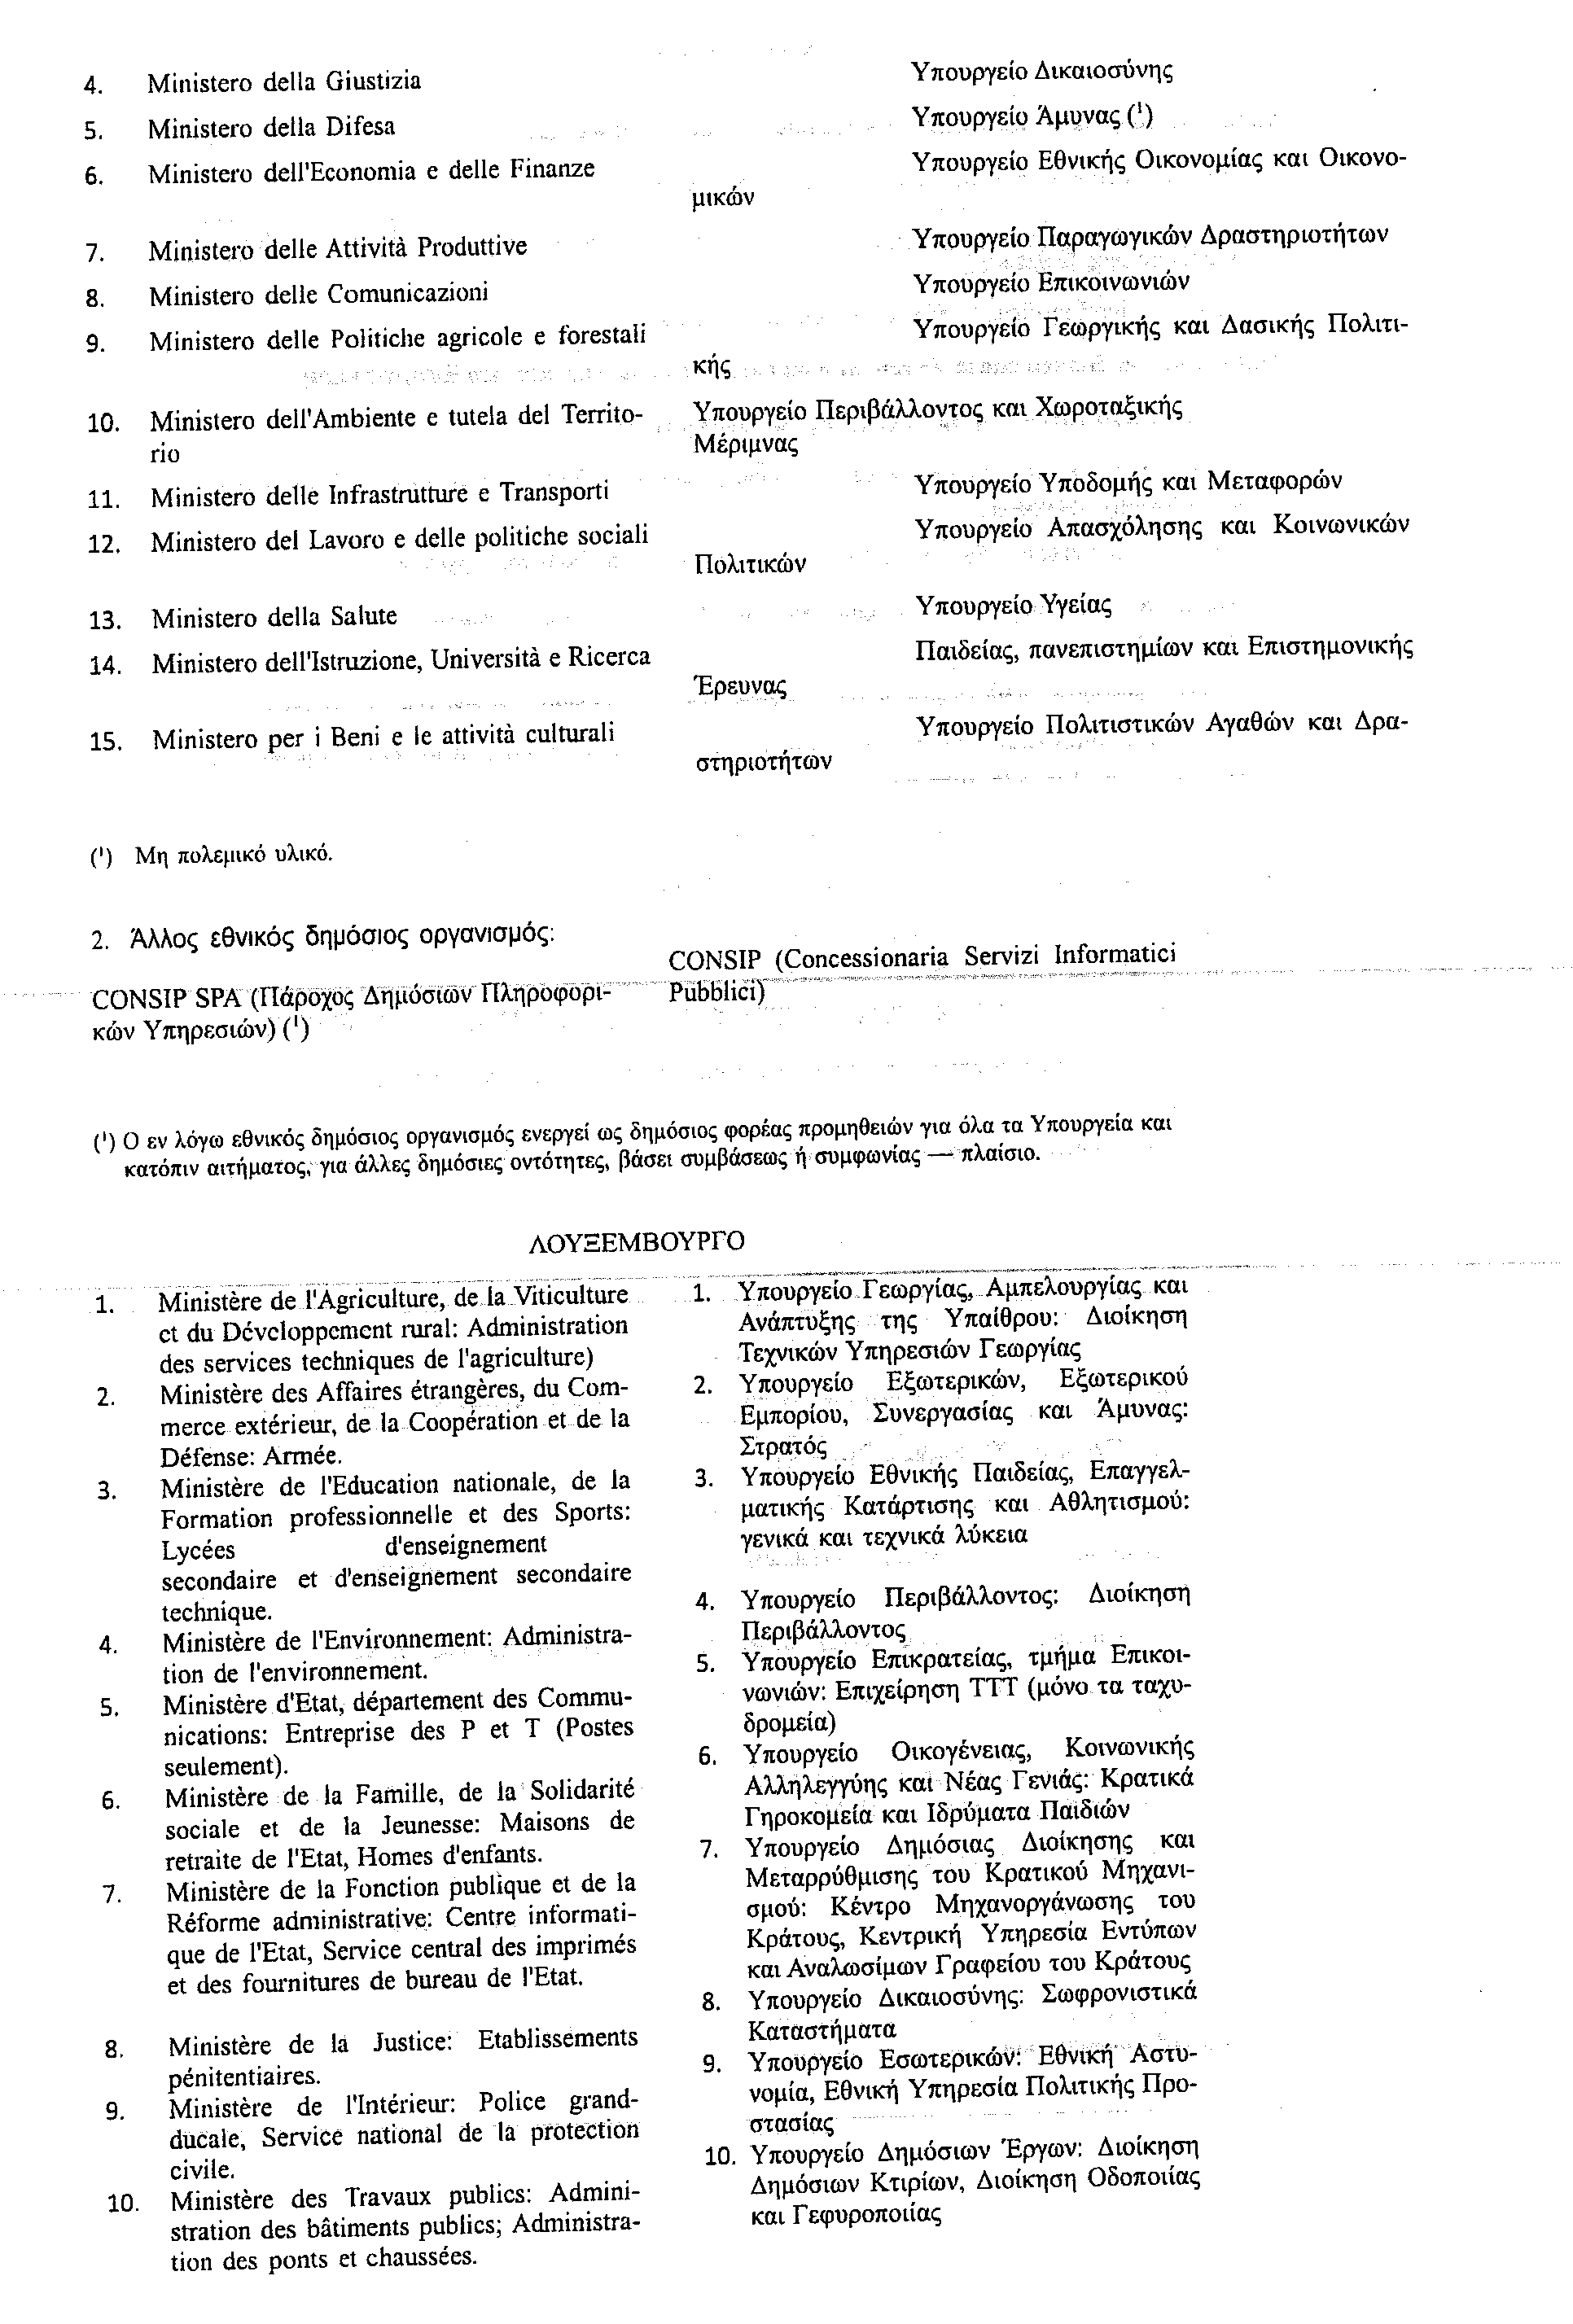 4. Ministero della Giustizia Υπουργείο Δικαιοσύνης
5. Ministero della Difesa Υπουργείο Άμυνας (¹)
6. Ministero dell'Economia e delle Finanze Υπουργείο Εθνικής Οικονομίας και Οικονο-
μικών
7. Ministero delle Attività Produttive Υπουργείο Παραγωγικών Δραστηριοτήτων
8. Ministero delle Comunicazioni Υπουργείο Επικοινωνιών
9. Ministero delle Politiche agricole e forestali Υπουργείο Γεωργικής και Δασικής Πολιτι-
κής
10. Ministero dell'Ambiente e tutela del Territo- Υπουργείο Περιβάλλοντος και Χωροταξικής
rio Μέριμνας
11. Ministero delle Infrastrutture e Transporti Υπουργείο Υποδομής και Μεταφορών
12. Ministero del Lavoro e delle politiche sociali Υπουργείο Απασχόλησης και Κοινωνικών
Πολιτικών
13. Ministero della Salute Υπουργείο Υγείας
14. Ministero dell'Istruzione, Università e Ricerca Παιδείας, πανεπιστημίων και Επιστημονικής
Έρευνας
15. Ministero per i Beni e le attività culturali Υπουργείο Πολιτιστικών Αγαθών και Δρα-
στηριοτήτων
(¹) Μη πολεμικό υλικό.
2. Άλλος εθνικός δημόσιος οργανισμός:
CONSIP SPA (Πάροχος Δημόσιων Πληροφορι-
κών Υπηρεσιών) (¹)
CONSIP (Concessionaria Servizi Informatici
Pubblici)
(¹) Ο εν λόγω εθνικός δημόσιος οργανισμός ενεργεί ως δημόσιος φορέας προμηθειών για όλα τα Υπουργεία και
κατόπιν αιτήματος, για άλλες δημόσιες οντότητες, βάσει συμβάσεως ή συμφωνίας — πλαίσιο.
ΛΟΥΞΕΜΒΟΥΡΓΟ
1. Ministère de l'Agriculture, de la Viticulture
et du Développement rural: Administration
des services techniques de l'agriculture)
2. Ministère des Affaires étrangères, du Com-
merce extérieur, de la Coopération et de la
Défense: Armée.
3. Ministère de l'Education nationale, de la
Formation professionnelle et des Sports:
Lycées d'enseignement
secondaire et d'enseignement secondaire
technique.
4. Ministère de l'Environnement: Administra-
tion de l'environnement.
5. Ministère d'Etat, département des Commu-
nications: Entreprise des P et T (Postes
seulement).
6. Ministère de la Famille, de la Solidarité
sociale et de la Jeunesse: Maisons de
retraite de l'Etat, Homes d'enfants.
7. Ministère de la Fonction publique et de la
Réforme administrative: Centre informati-
que de l'Etat, Service central des imprimés
et des fournitures de bureau de l'Etat.
8. Ministère de la Justice: Etablissements
pénitentiaires.
9. Ministère de l'Intérieur: Police grand-
ducale, Service national de la protection
civile.
10. Ministère des Travaux publics: Admini-
stration des bâtiments publics; Administra-
tion des ponts et chaussées.
1. Υπουργείο Γεωργίας, Αμπελουργίας και
Ανάπτυξης της Υπαίθρου: Διοίκηση
Τεχνικών Υπηρεσιών Γεωργίας
2. Υπουργείο Εξωτερικών, Εξωτερικού
Εμπορίου, Συνεργασίας και Άμυνας:
Στρατός
3. Υπουργείο Εθνικής Παιδείας, Επαγγελ-
ματικής Κατάρτισης και Αθλητισμού:
γενικά και τεχνικά λύκεια
4. Υπουργείο Περιβάλλοντος: Διοίκηση
Περιβάλλοντος
5. Υπουργείο Επικρατείας, τμήμα Επικοι-
νωνιών: Επιχείρηση ΤΤΤ (μόνο τα ταχυ-
δρομεία)
6. Υπουργείο Οικογένειας, Κοινωνικής
Αλληλεγγύης και Νέας Γενιάς: Κρατικά
Γηροκομεία και Ιδρύματα Παιδιών
7. Υπουργείο Δημόσιας Διοίκησης και
Μεταρρύθμισης του Κρατικού Μηχανι-
σμού: Κέντρο Μηχανοργάνωσης του
Κράτους, Κεντρική Υπηρεσία Εντύπων
και Αναλωσίμων Γραφείου του Κράτους
8. Υπουργείο Δικαιοσύνης: Σωφρονιστικά
Καταστήματα
9. Υπουργείο Εσωτερικών: Εθνική Αστυ-
νομία, Εθνική Υπηρεσία Πολιτικής Προ-
στασίας
10. Υπουργείο Δημόσιων Έργων: Διοίκηση
Δημόσιων Κτιρίων, Διοίκηση Οδοποιίας
και Γεφυροποιίας